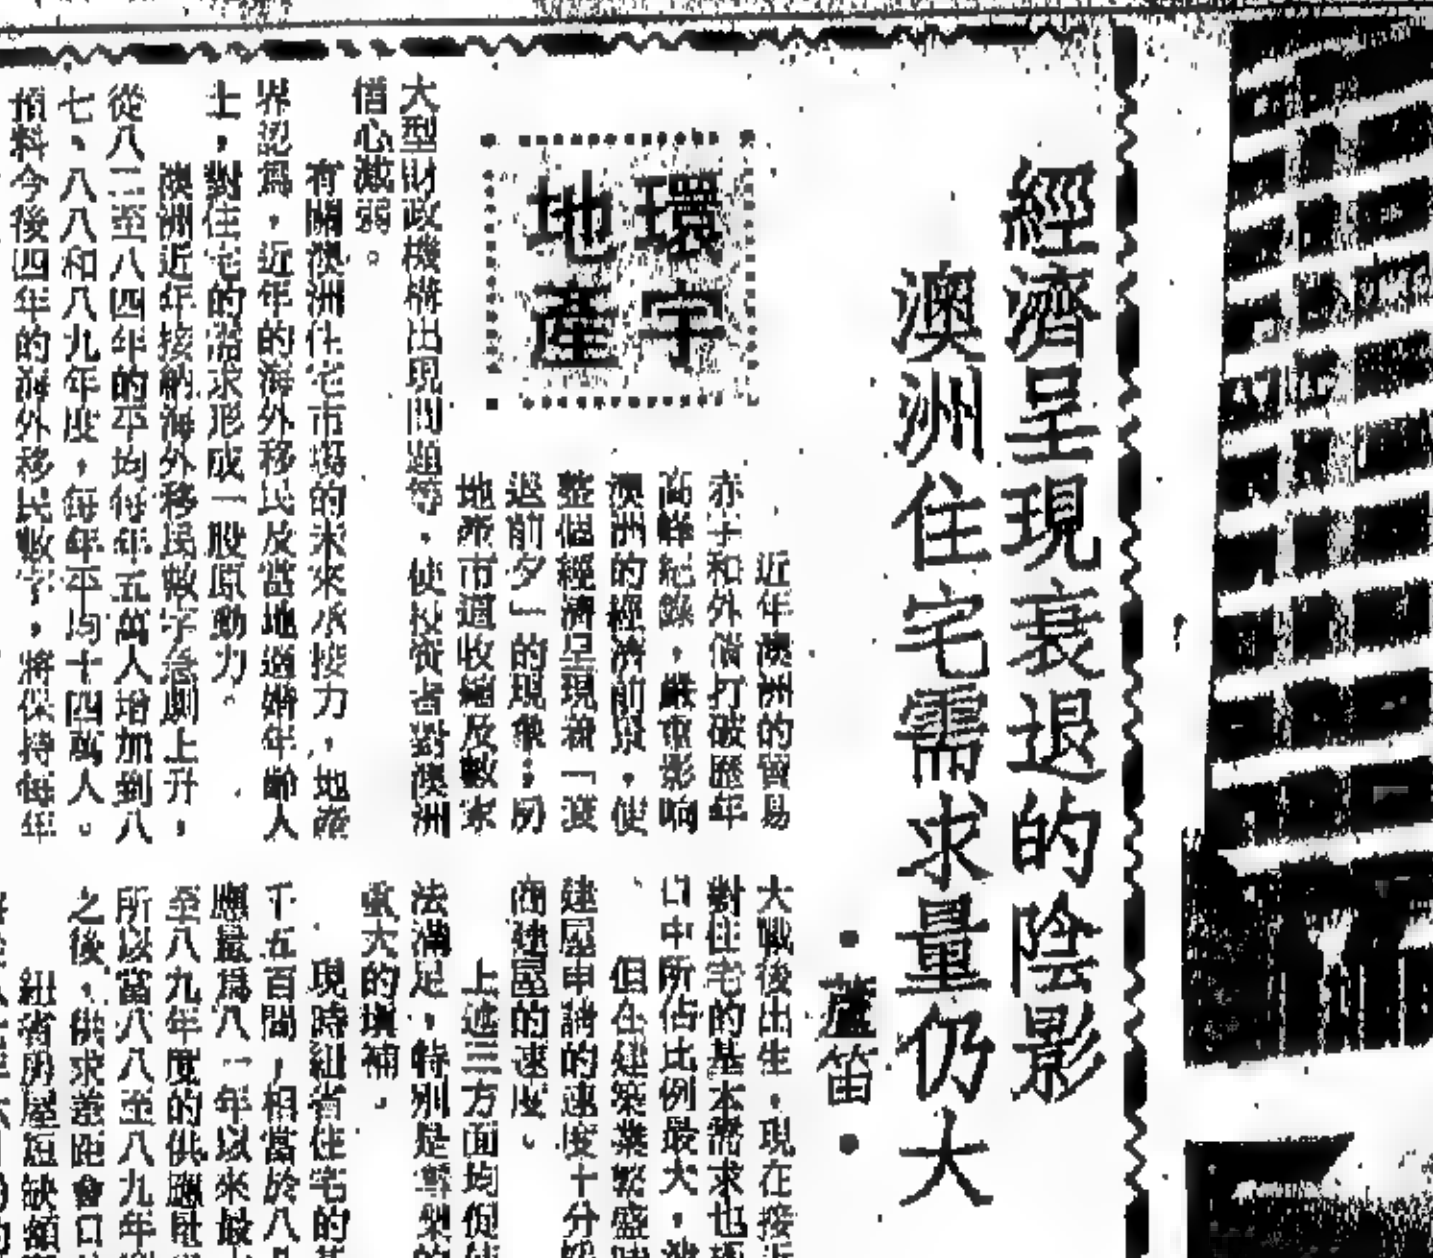 經濟呈現衰退的陰影
澳洲住宅需求量仍大
•蘆笛•
環宇
地產
近年澳洲的貿易
赤字和外債打破歷年
高峰紀錄，嚴重影响
澳洲的經濟前景，使
整個經濟呈現着「衰
退前夕」的現象；房
地產市道收縮及數家
大型財政機構出現問題等，使投資者對澳洲
信心減弱。
有關澳洲住宅市場的未來承接力，地產
界認爲，近年的海外移民及當地適婚年齡人
士，對住宅的需求形成一股原動力。
澳洲近年接納海外移民數字急劇上升，
從八二至八四年的平均每年五萬人增加到八
七、八八和八九年度，每年平均十四萬人。
預料今後四年的海外移民數字，將保持每年
大戰後出生，現在接近
對住宅的基本需求也
口中所佔比例最大，
但在建築業繁盛時
建屋申請的速度十分
商建屋的速度。
上述三方面均
法滿足，特別是
重大的填補。
現時紐省住宅的
千五百間，相當於八
應量爲八一年以來最
至八九年度的供應
所以當八八至八九年
之後，供求差距會
紐省房屋短缺